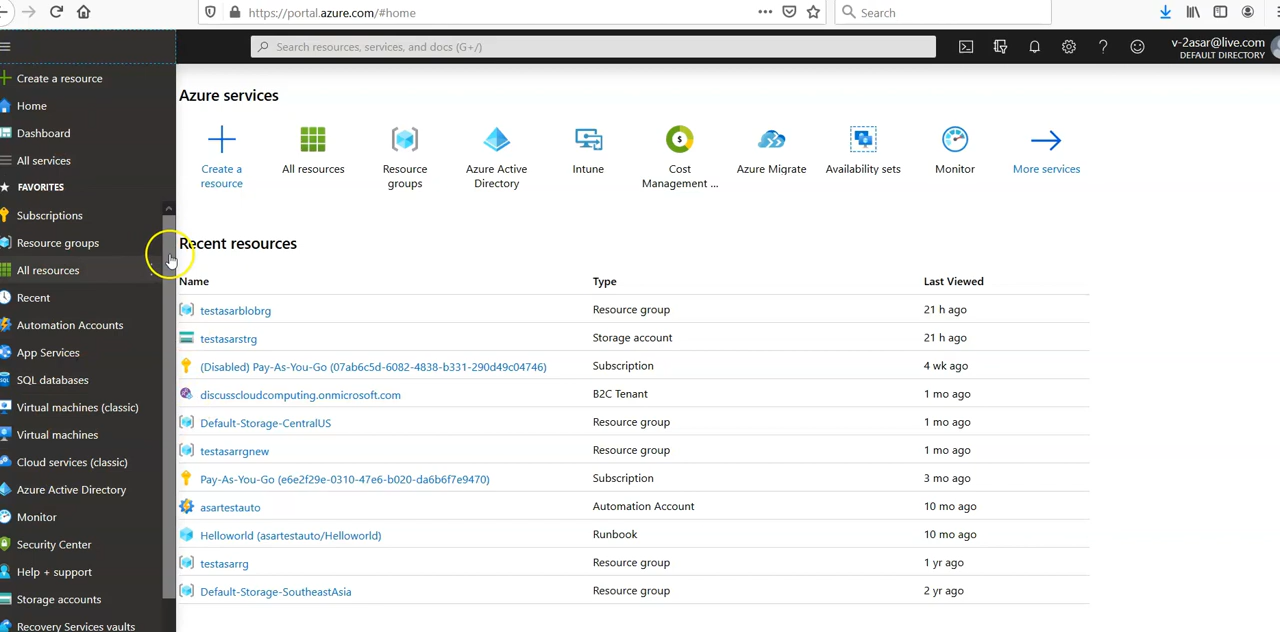 https://portal.azure.com/#home
Search
Search resources, services, and docs (G+/)
v-2asar@live.com
DEFAULT DIRECTORY
Create a resource
Home
Dashboard
All services
FAVORITES
Subscriptions
Resource groups
All resources
Recent
Automation Accounts
App Services
SQL databases
Virtual machines (classic)
Virtual machines
Cloud services (classic)
Azure Active Directory
Monitor
Security Center
Help + support
Storage accounts
Recovery Services vaults
Azure services
Create a
resource
All resources
Resource
groups
Azure Active
Directory
Intune
Cost
Management ...
Azure Migrate
Availability sets
Monitor
More services
Recent resources
Name Type Last Viewed
testasarblobrg Resource group 21 h ago
testasarstrg Storage account 21 h ago
(Disabled) Pay-As-You-Go (07ab6c5d-6082-4838-b331-290d49c04746) Subscription 4 wk ago
discusscloudcomputing.onmicrosoft.com B2C Tenant 1 mo ago
Default-Storage-CentralUS Resource group 1 mo ago
testasarrgnew Resource group 1 mo ago
Pay-As-You-Go (e6e2f29e-0310-47e6-b020-da6b6f7e9470) Subscription 3 mo ago
asartestauto Automation Account 10 mo ago
Helloworld (asartestauto/Helloworld) Runbook 10 mo ago
testasarrg Resource group 1 yr ago
Default-Storage-SoutheastAsia Resource group 2 yr ago